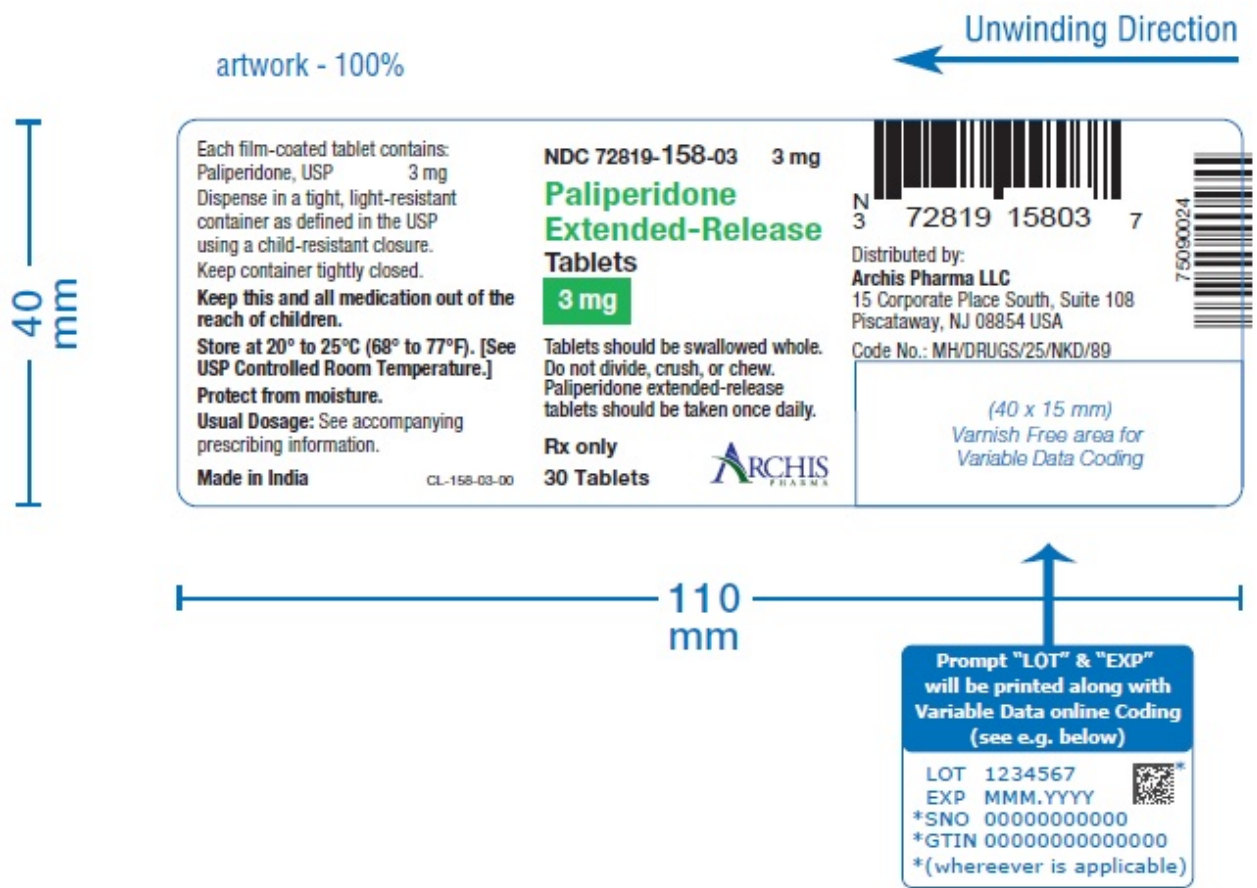 Unwinding Direction
artwork - 100%
40
mm
Each film-coated tablet contains:
Paliperidone, USP 3 mg
Dispense in a tight, light-resistant
container as defined in the USP
using a child-resistant closure.
Keep container tightly closed.
Keep this and all medication out of the
reach of children.
Store at 20° to 25°C (68° to 77°F). [See
USP Controlled Room Temperature.]
Protect from moisture.
Usual Dosage: See accompanying
prescribing information.
Made in India CL-158-03-00
NDC 72819-158-03 3 mg
Paliperidone
Extended-Release
Tablets
3 mg
Tablets should be swallowed whole.
Do not divide, crush, or chew.
Paliperidone extended-release
tablets should be taken once daily.
Rx only
30 Tablets
ARCHIS
PHARMA
N
3 72819 15803 7
Distributed by:
Archis Pharma LLC
15 Corporate Place South, Suite 108
Piscataway, NJ 08854 USA
Code No.: MH/DRUGS/25/NKD/89
75090024
(40 x 15 mm)
Varnish Free area for
Variable Data Coding
110
mm
Prompt "LOT" & "EXP"
will be printed along with
Variable Data online Coding
(see e.g. below)
LOT 1234567 *
EXP MMM.YYYY
*SNO 00000000000
*GTIN 00000000000000
*(whereever is applicable)